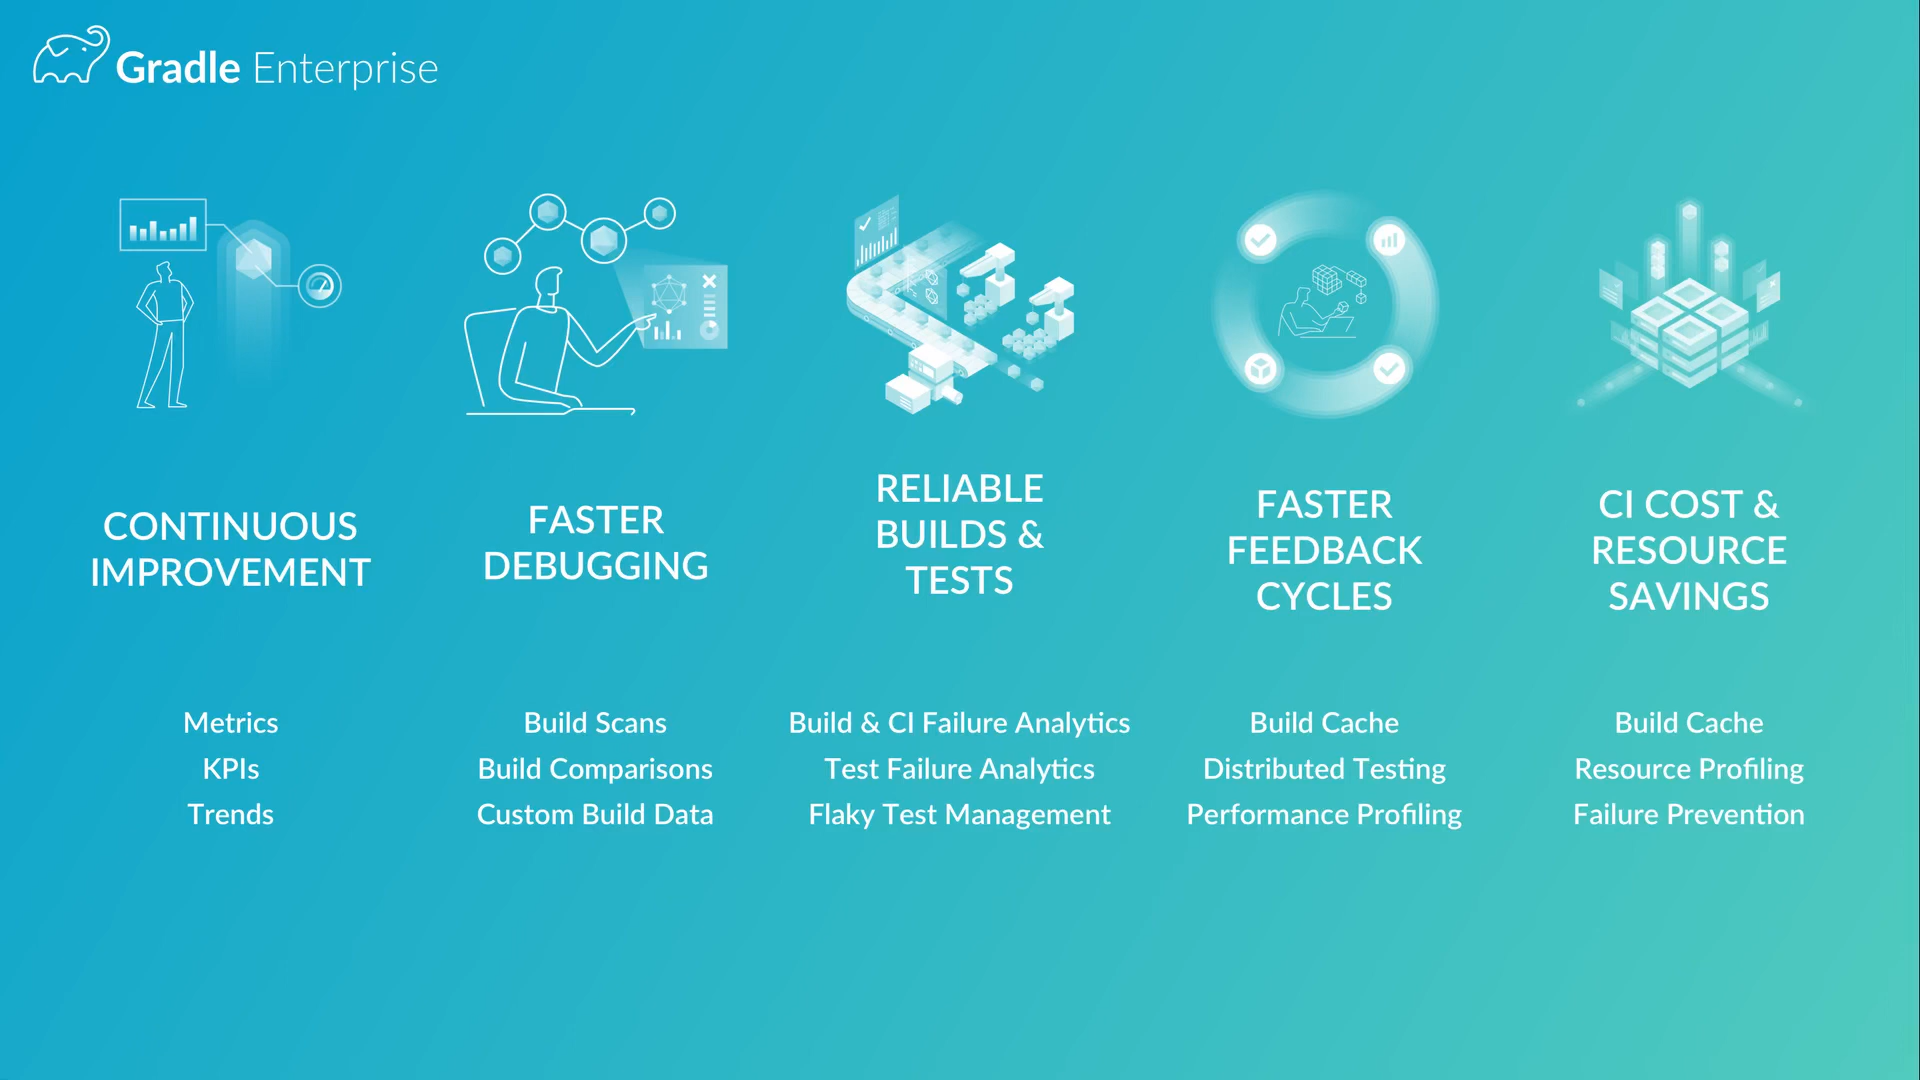 Gradle Enterprise
CONTINUOUS
IMPROVEMENT
Metrics
KPIs
Trends
FASTER
DEBUGGING
Build Scans
Build Comparisons
Custom Build Data
RELIABLE
BUILDS &
TESTS
Build & CI Failure Analytics
Test Failure Analytics
Flaky Test Management
FASTER
FEEDBACK
CYCLES
Build Cache
Distributed Testing
Performance Profiling
CI COST &
RESOURCE
SAVINGS
Build Cache
Resource Profiling
Failure Prevention